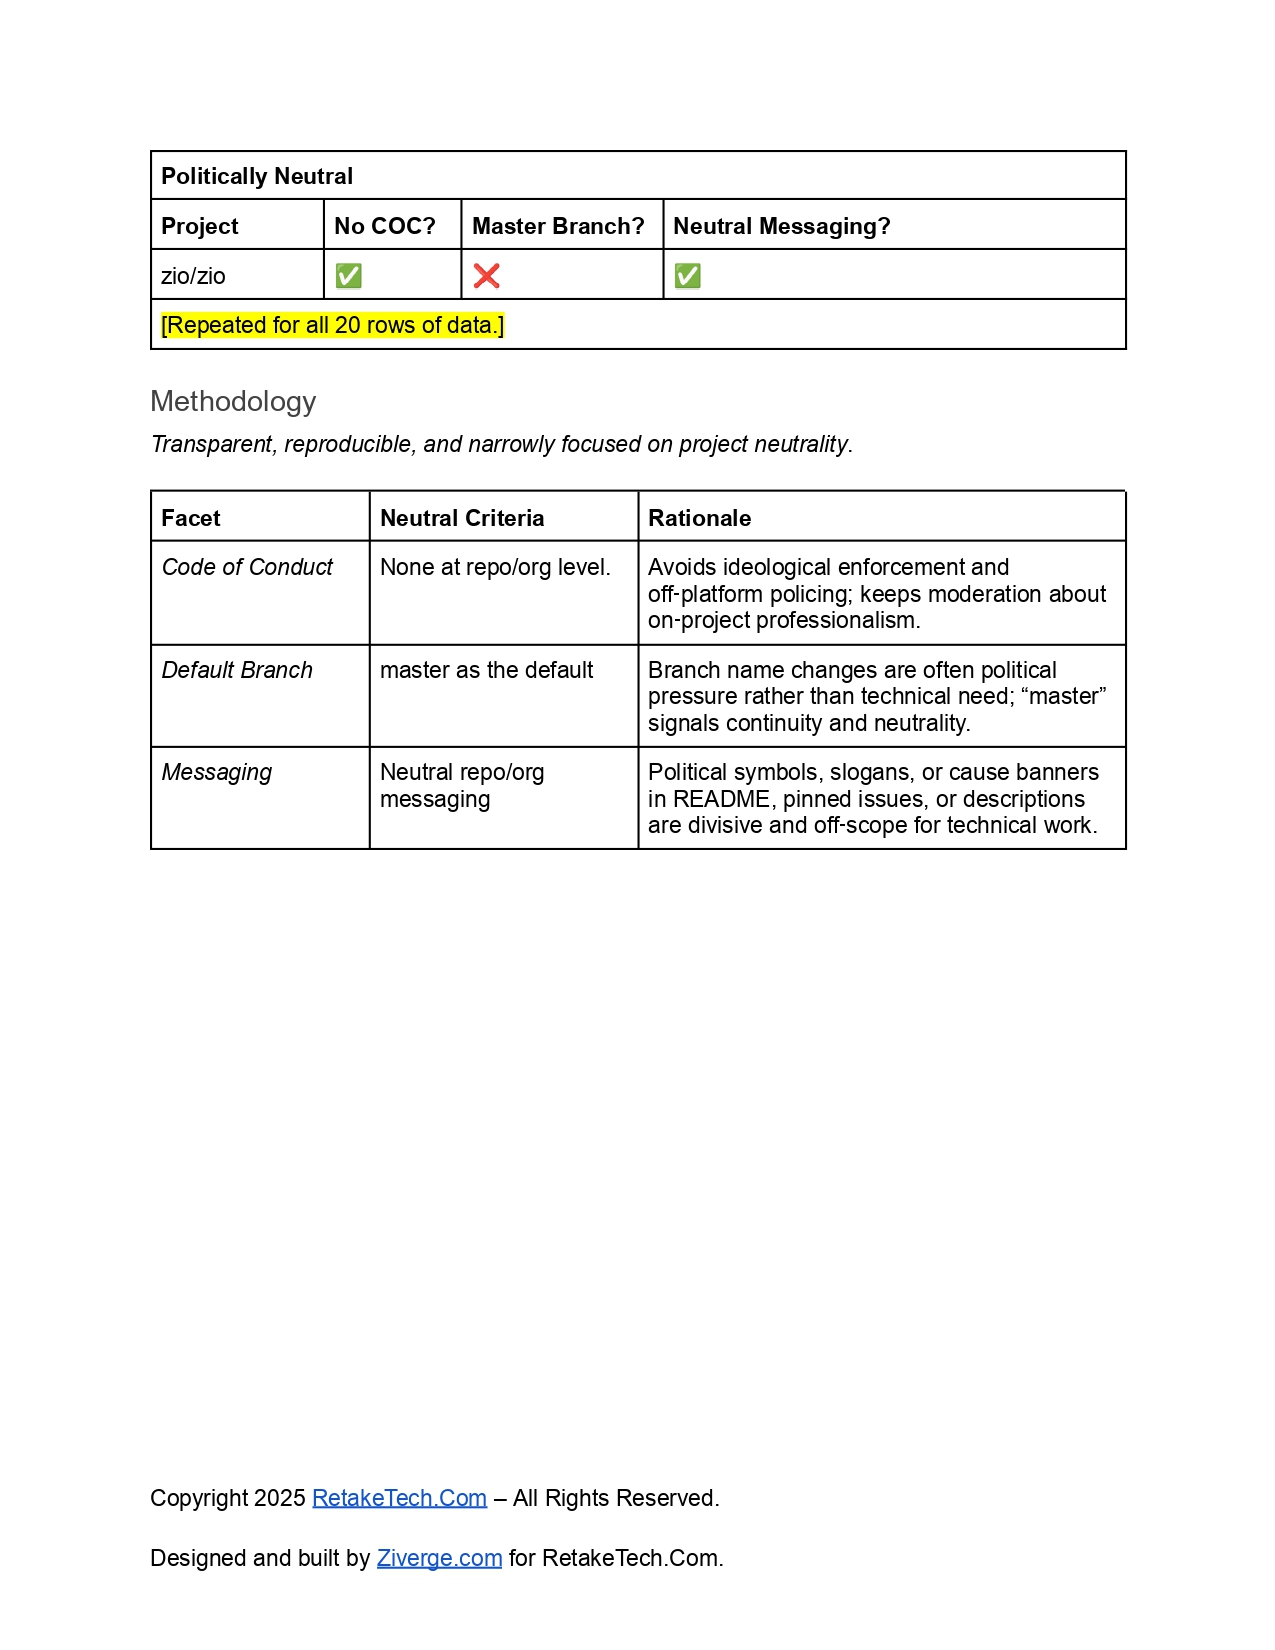 Politically Neutral
Project No COC? Master Branch? Neutral Messaging?
zio/zio ✅ ❌ ✅
[Repeated for all 20 rows of data.]
Methodology
Transparent, reproducible, and narrowly focused on project neutrality.
Facet Neutral Criteria Rationale
Code of Conduct None at repo/org level. Avoids ideological enforcement and
off-platform policing; keeps moderation about
on-project professionalism.
Default Branch master as the default Branch name changes are often political
pressure rather than technical need; “master”
signals continuity and neutrality.
Messaging Neutral repo/org Political symbols, slogans, or cause banners
messaging in README, pinned issues, or descriptions
are divisive and off-scope for technical work.
Copyright 2025 RetakeTech.Com – All Rights Reserved.
Designed and built by Ziverge.com for RetakeTech.Com.